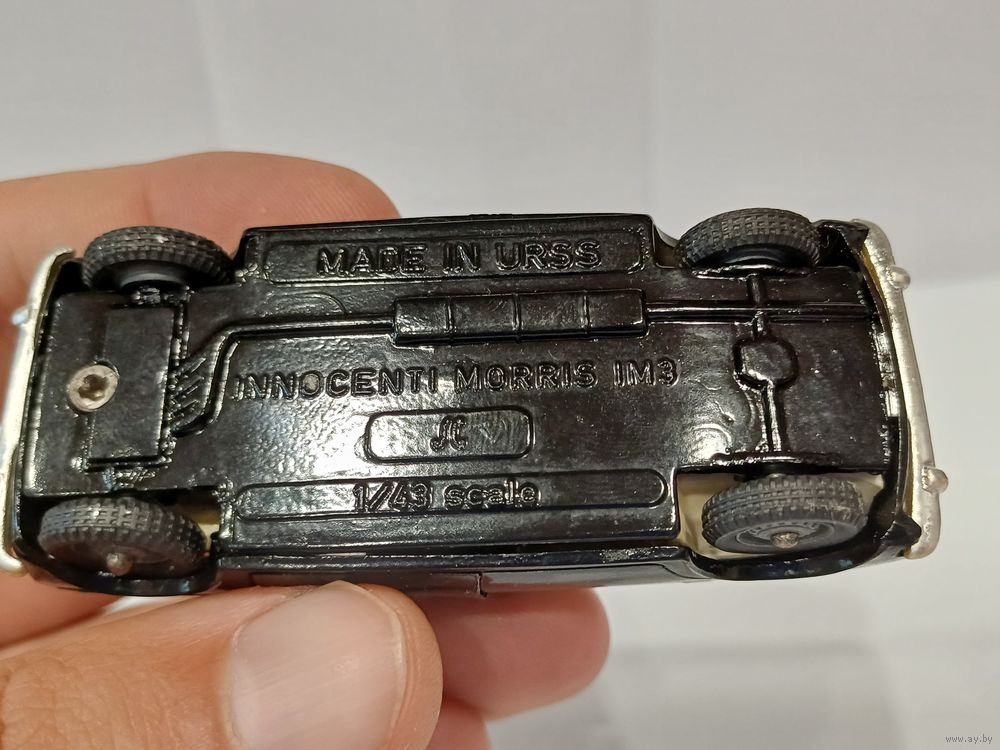 MADE IN URSS
INNOCENTI MORRIS IM3
1/43 scale
www.ay.by